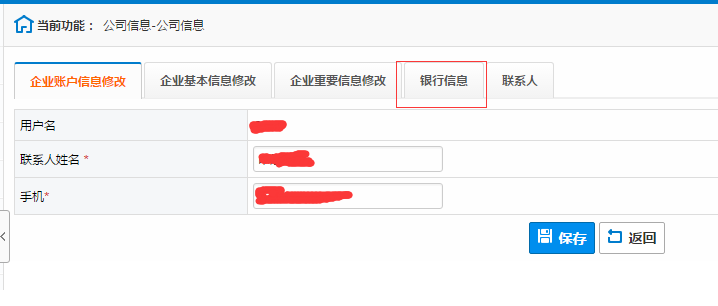 当前功能： 公司信息-公司信息
企业账户信息修改 企业基本信息修改 企业重要信息修改 银行信息 联系人
用户名
联系人姓名 *
手机*
保存 返回